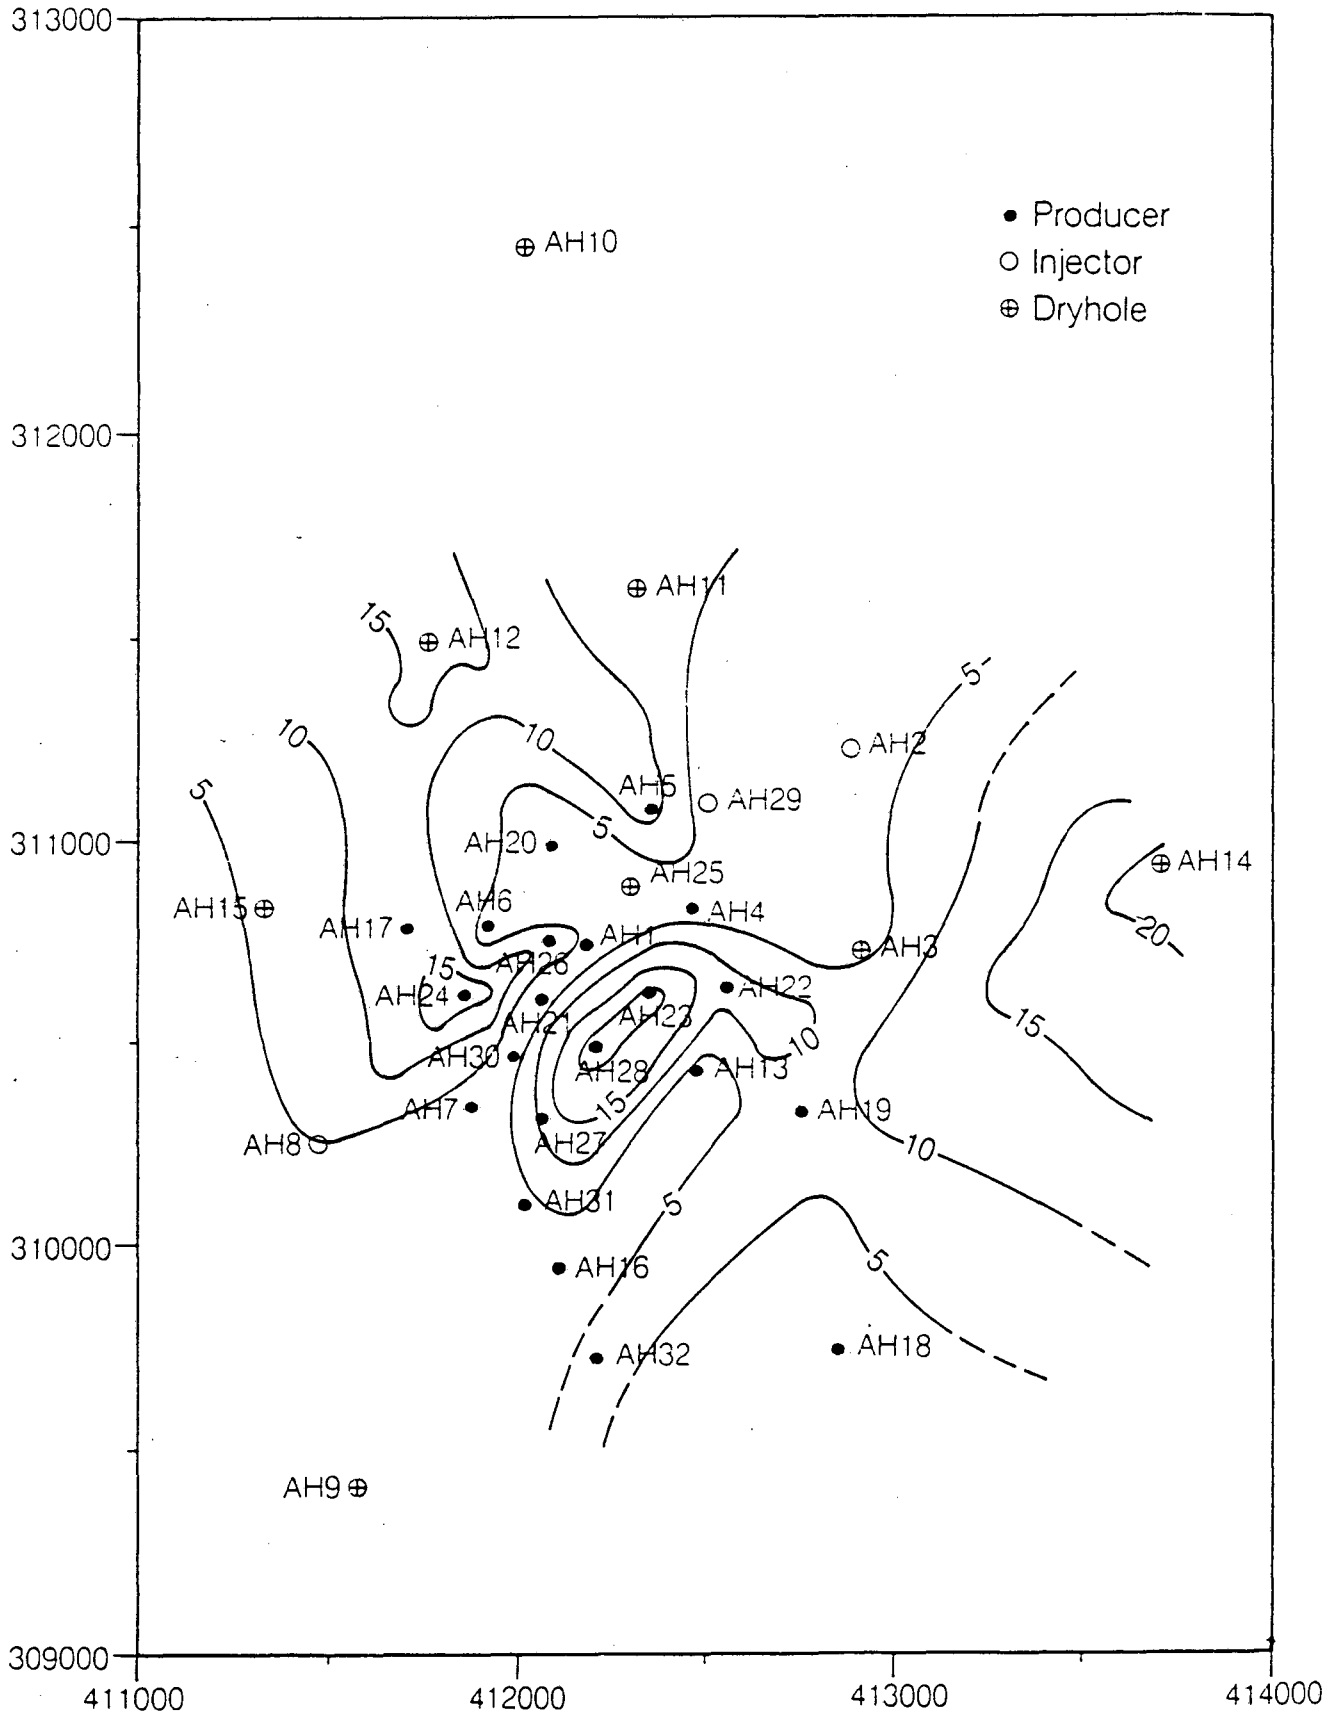 313000
Producer
Injector
Dryhole
AH10
312000
AH11
15
AH12
5-
10
10
AH2
AH5
AH29
5
5
311000
AH20
AH14
AH25
AH6
AH4
AH15
AH17
AH1
AH3
20
AH26
15
AH24
AH22
AH23
AH21
15
10
AH30
AH28
AH13
15
AH7
AH19
AH8
AH27
10
AH31
5
310000
AH16
5
AH32
AH18
AH9
309000
411000
412000
413000
414000